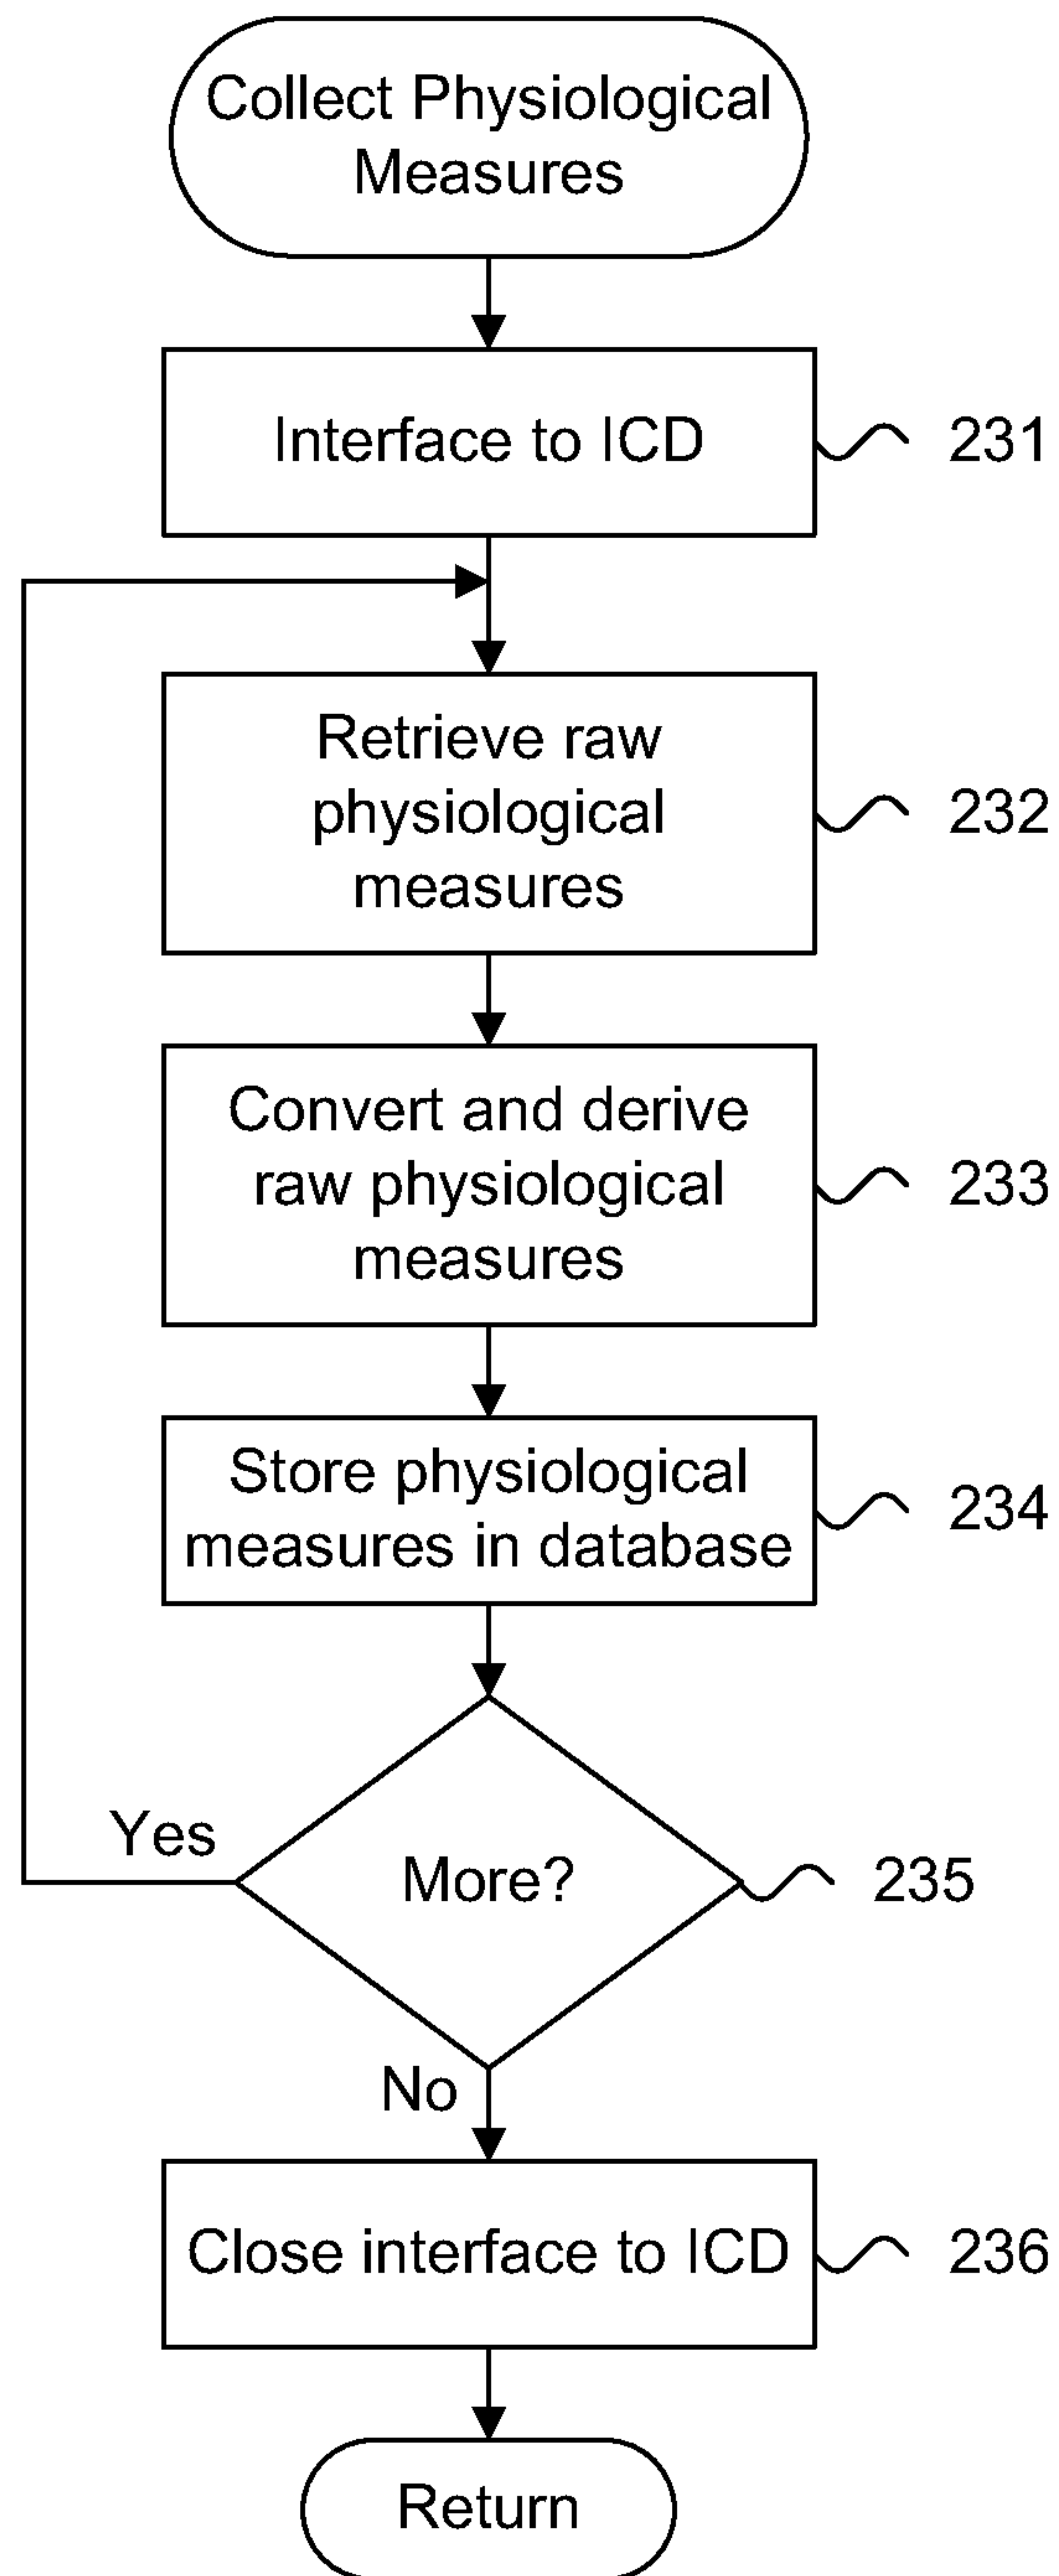 Collect Physiological
Measures
Interface to ICD
231
Retrieve raw
physiological
measures
232
Convert and derive
raw physiological
measures
233
Store physiological
measures in database
234
Yes
More?
235
No
Close interface to ICD
236
Return